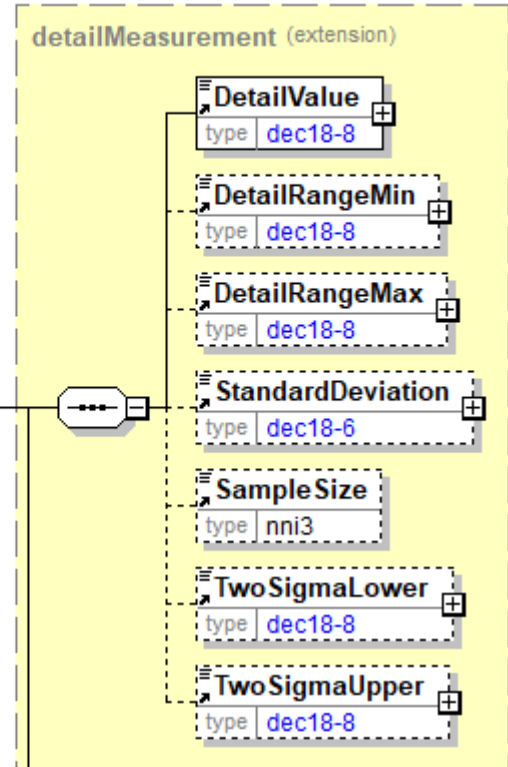 detailMeasurement (extension)
DetailValue
type dec18-8
DetailRangeMin
type dec18-8
DetailRangeMax
type dec18-8
StandardDeviation
type dec18-6
SampleSize
type nni3
TwoSigmaLower
type dec18-8
TwoSigmaUpper
type dec18-8